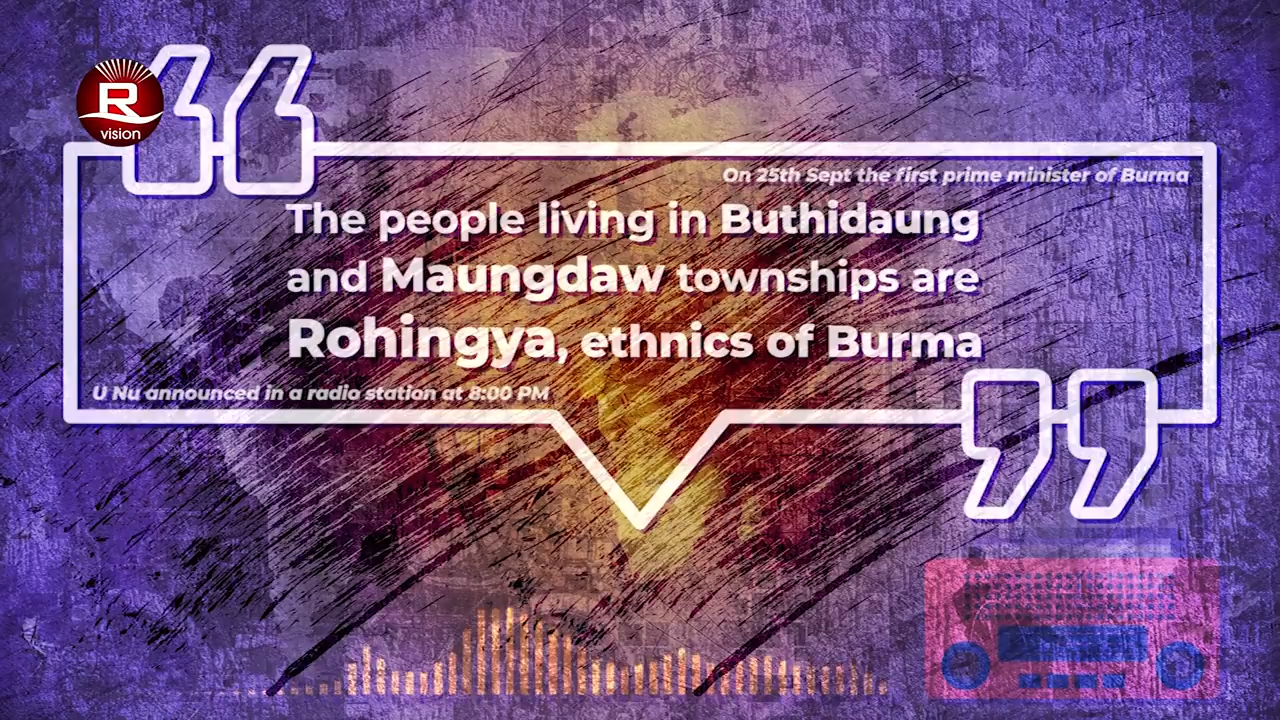 R
vision
On 25th Sept the first prime minister of Burma
The people living in Buthidaung
and Maungdaw townships are
Rohingya, ethnics of Burma
U Nu announced in a radio station at 8:00 PM